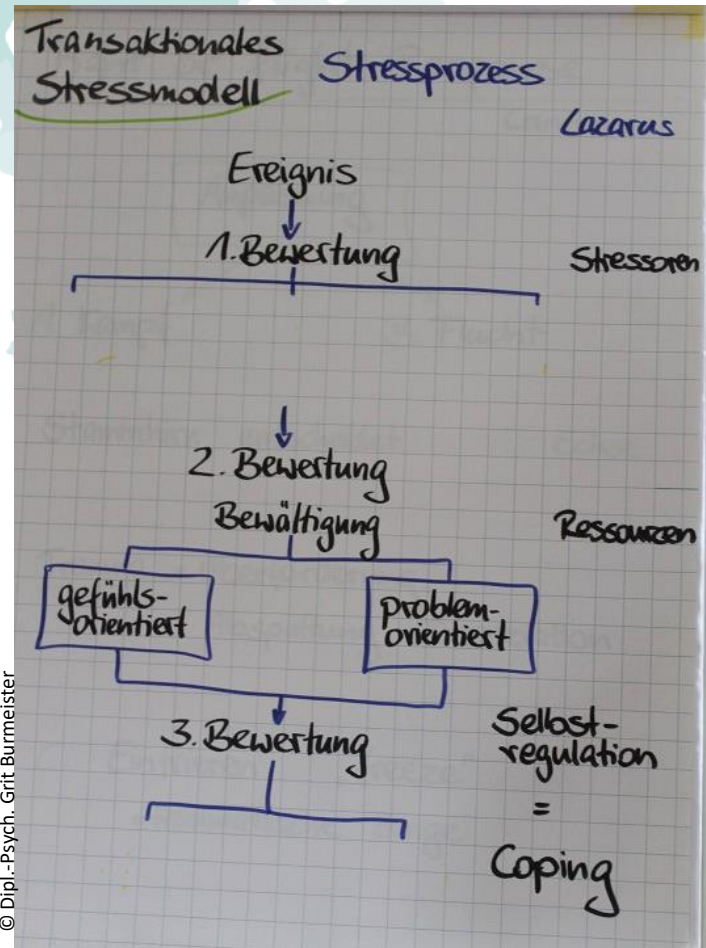 Transaktionales
Stressmodell
Stressprozess
Lazarus
Ereignis
1. Bewertung
Stressoren
2. Bewertung
Bewältigung
Ressourcen
gefühls-
orientiert
problem-
orientiert
3. Bewertung
Selbst-
regulation
=
Coping
© Dipl.-Psych. Grit Burmeister